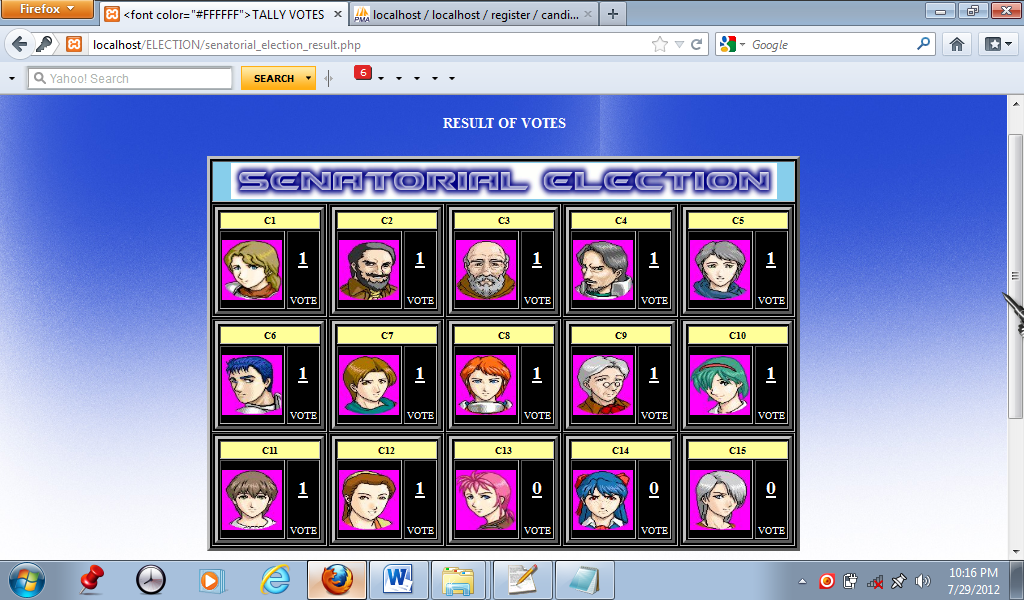 Firefox
<font color="#FFFFFF">TALLY VOTES
localhost / localhost / register / candi...
localhost/ELECTION/senatorial_election_result.php
Google
Yahoo! Search
SEARCH
6
RESULT OF VOTES
SENATORIAL ELECTION
C1 C2 C3 C4 C5
1 1 1 1 1
VOTE VOTE VOTE VOTE VOTE
C6 C7 C8 C9 C10
1 1 1 1 1
VOTE VOTE VOTE VOTE VOTE
C11 C12 C13 C14 C15
1 1 0 0 0
VOTE VOTE VOTE VOTE VOTE
10:16 PM
7/29/2012